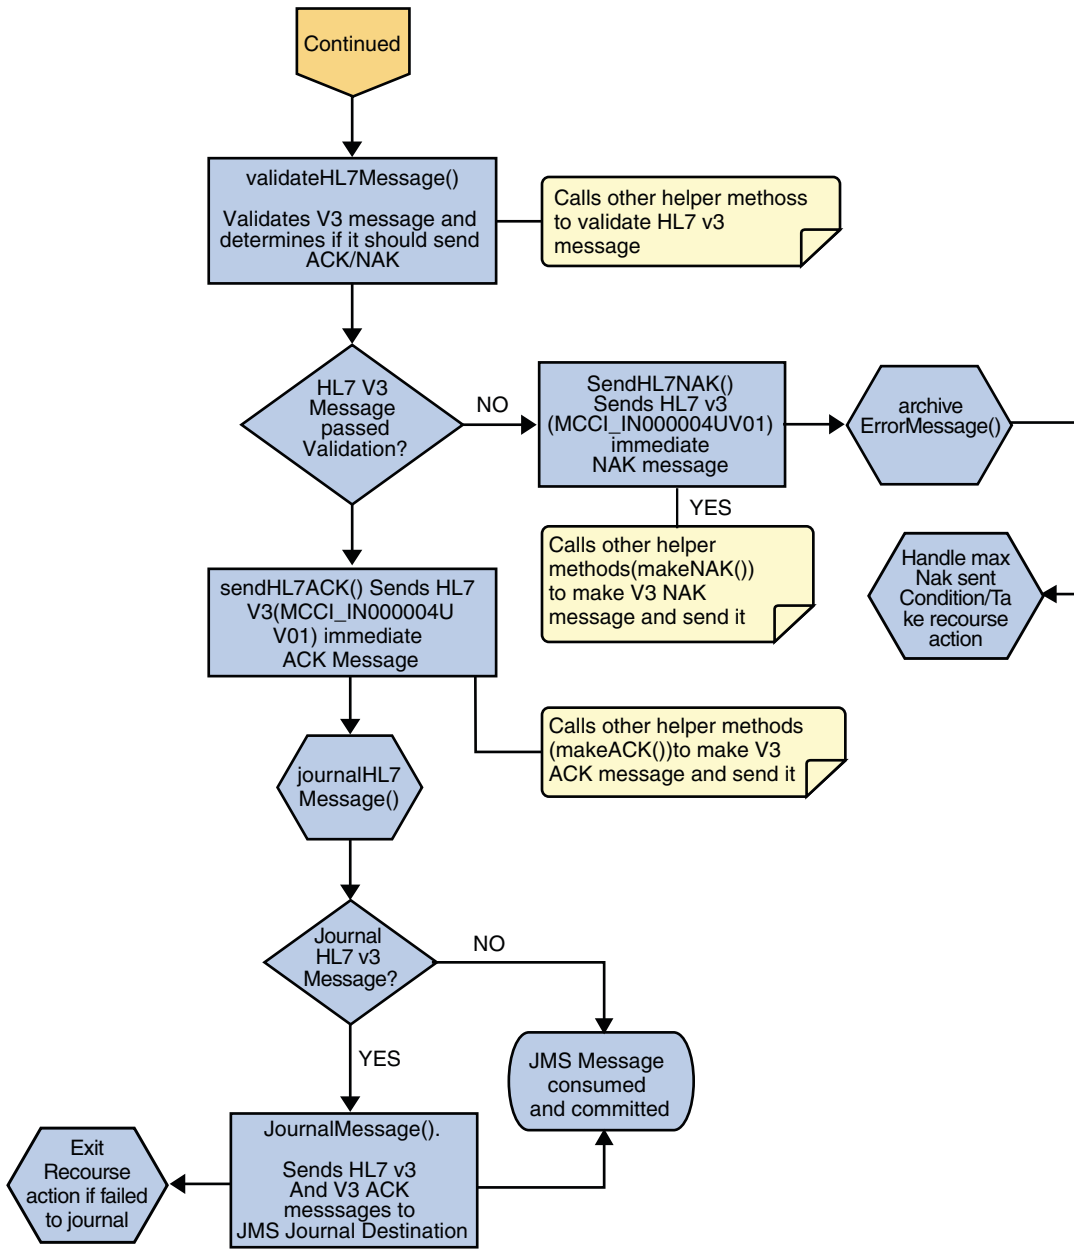 Continued
validateHL7Message()
Validates V3 message and
determines if it should send
ACK/NAK
Calls other helper methoss
to validate HL7 v3
message
HL7 V3
Message
passed
Validation?
NO
SendHL7NAK()
Sends HL7 v3
(MCCI_IN000004UV01)
immediate
NAK message
archive
ErrorMessage()
YES
Calls other helper
methods(makeNAK())
to make V3 NAK
message and send it
Handle max
Nak sent
Condition/Ta
ke recourse
action
sendHL7ACK() Sends HL7
V3(MCCI_IN000004U
V01) immediate
ACK Message
Calls other helper methods
(makeACK())to make V3
ACK message and send it
journalHL7
Message()
Journal
HL7 v3
Message?
NO
YES
JMS Message
consumed
and committed
JournalMessage().
Sends HL7 v3
And V3 ACK
messsages to
JMS Journal Destination
Exit
Recourse
action if failed
to journal